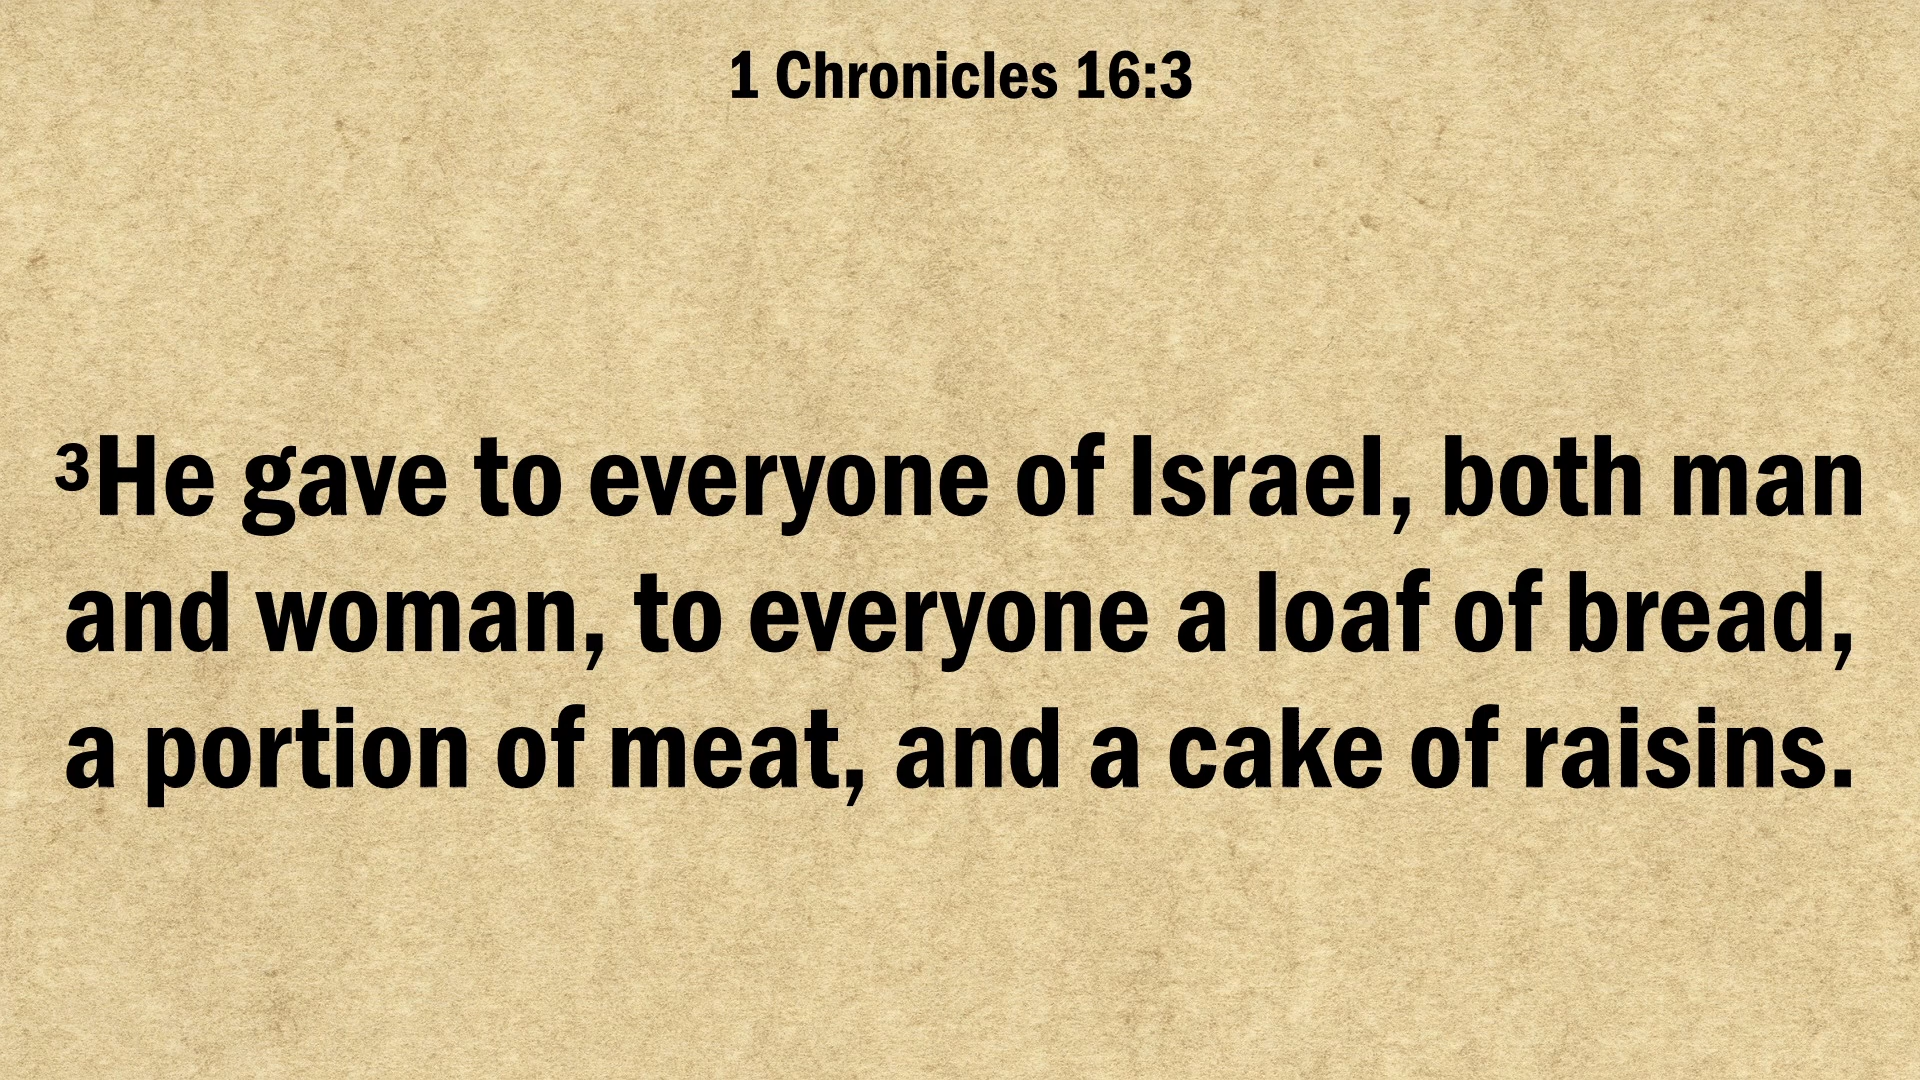 1 Chronicles 16:3
³He gave to everyone of Israel, both man
and woman, to everyone a loaf of bread,
a portion of meat, and a cake of raisins.